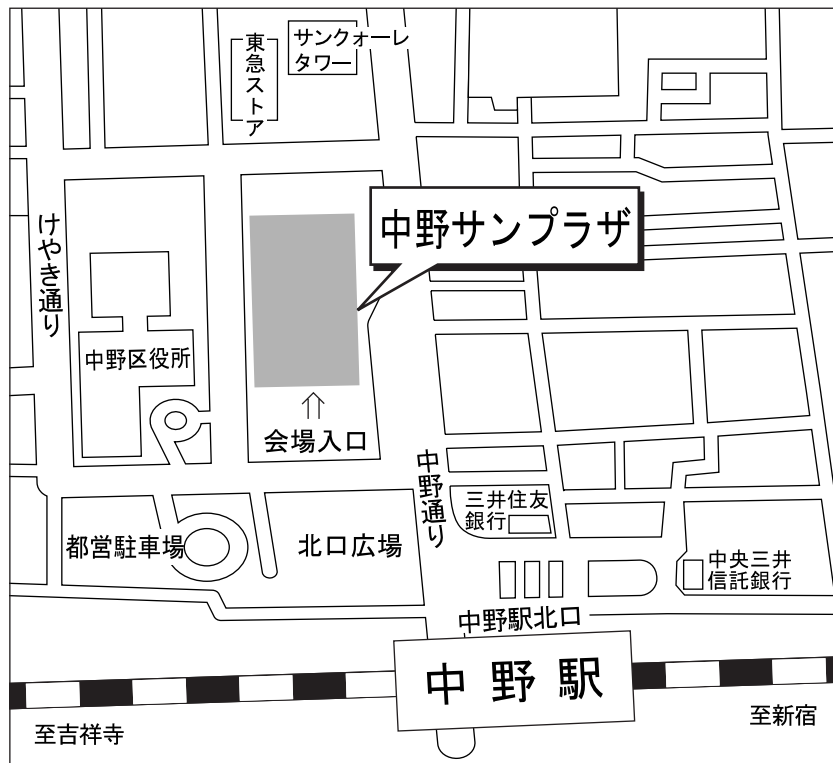 サンクォーレ
タワー
東急ストア
中野サンプラザ
けやき通り
中野区役所
会場入口
中野通り
三井住友
銀行
都営駐車場
北口広場
中央三井
信託銀行
中野駅北口
中野駅
至吉祥寺
至新宿